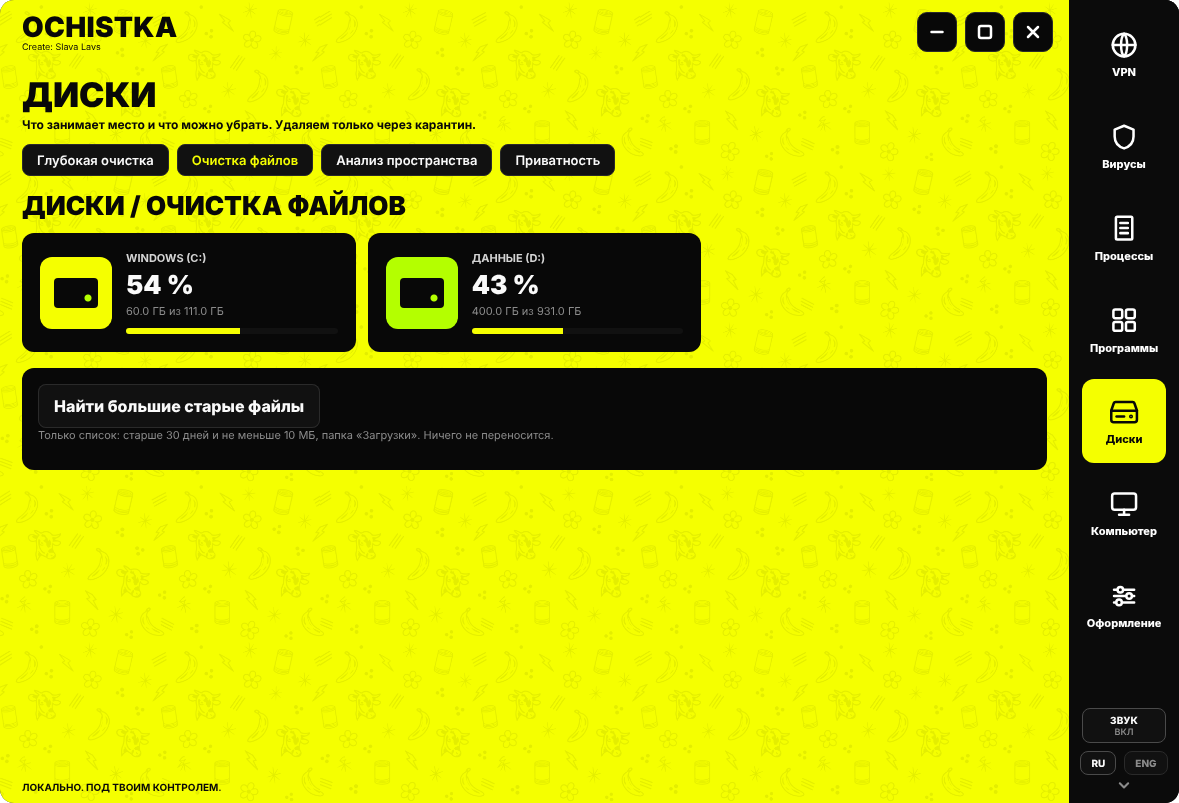 OCHISTKA
Create: Slava Lavs
ДИСКИ
Что занимает место и что можно убрать. Удаляем только через карантин.
Глубокая очистка
Очистка файлов
Анализ пространства
Приватность
ДИСКИ / ОЧИСТКА ФАЙЛОВ
WINDOWS (C:)
54 %
60.0 ГБ из 111.0 ГБ
ДАННЫЕ (D:)
43 %
400.0 ГБ из 931.0 ГБ
Найти большие старые файлы
Только список: старше 30 дней и не меньше 10 МБ, папка «Загрузки». Ничего не переносится.
ЛОКАЛЬНО. ПОД ТВОИМ КОНТРОЛЕМ.
VPN
Вирусы
Процессы
Программы
Диски
Компьютер
Оформление
ЗВУК
ВКЛ
RU
ENG